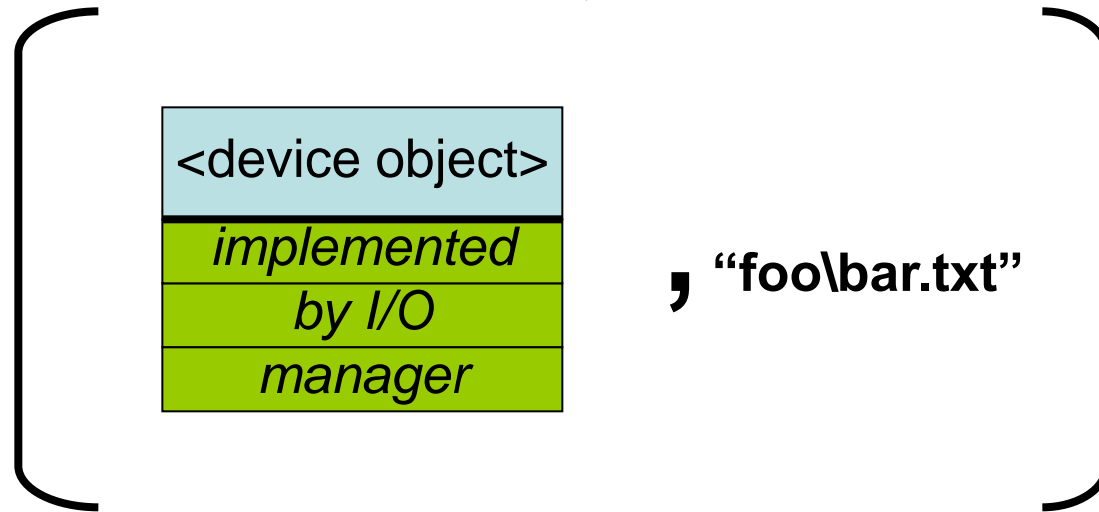 <device object>
implemented
by I/O
manager
, “foo\bar.txt”